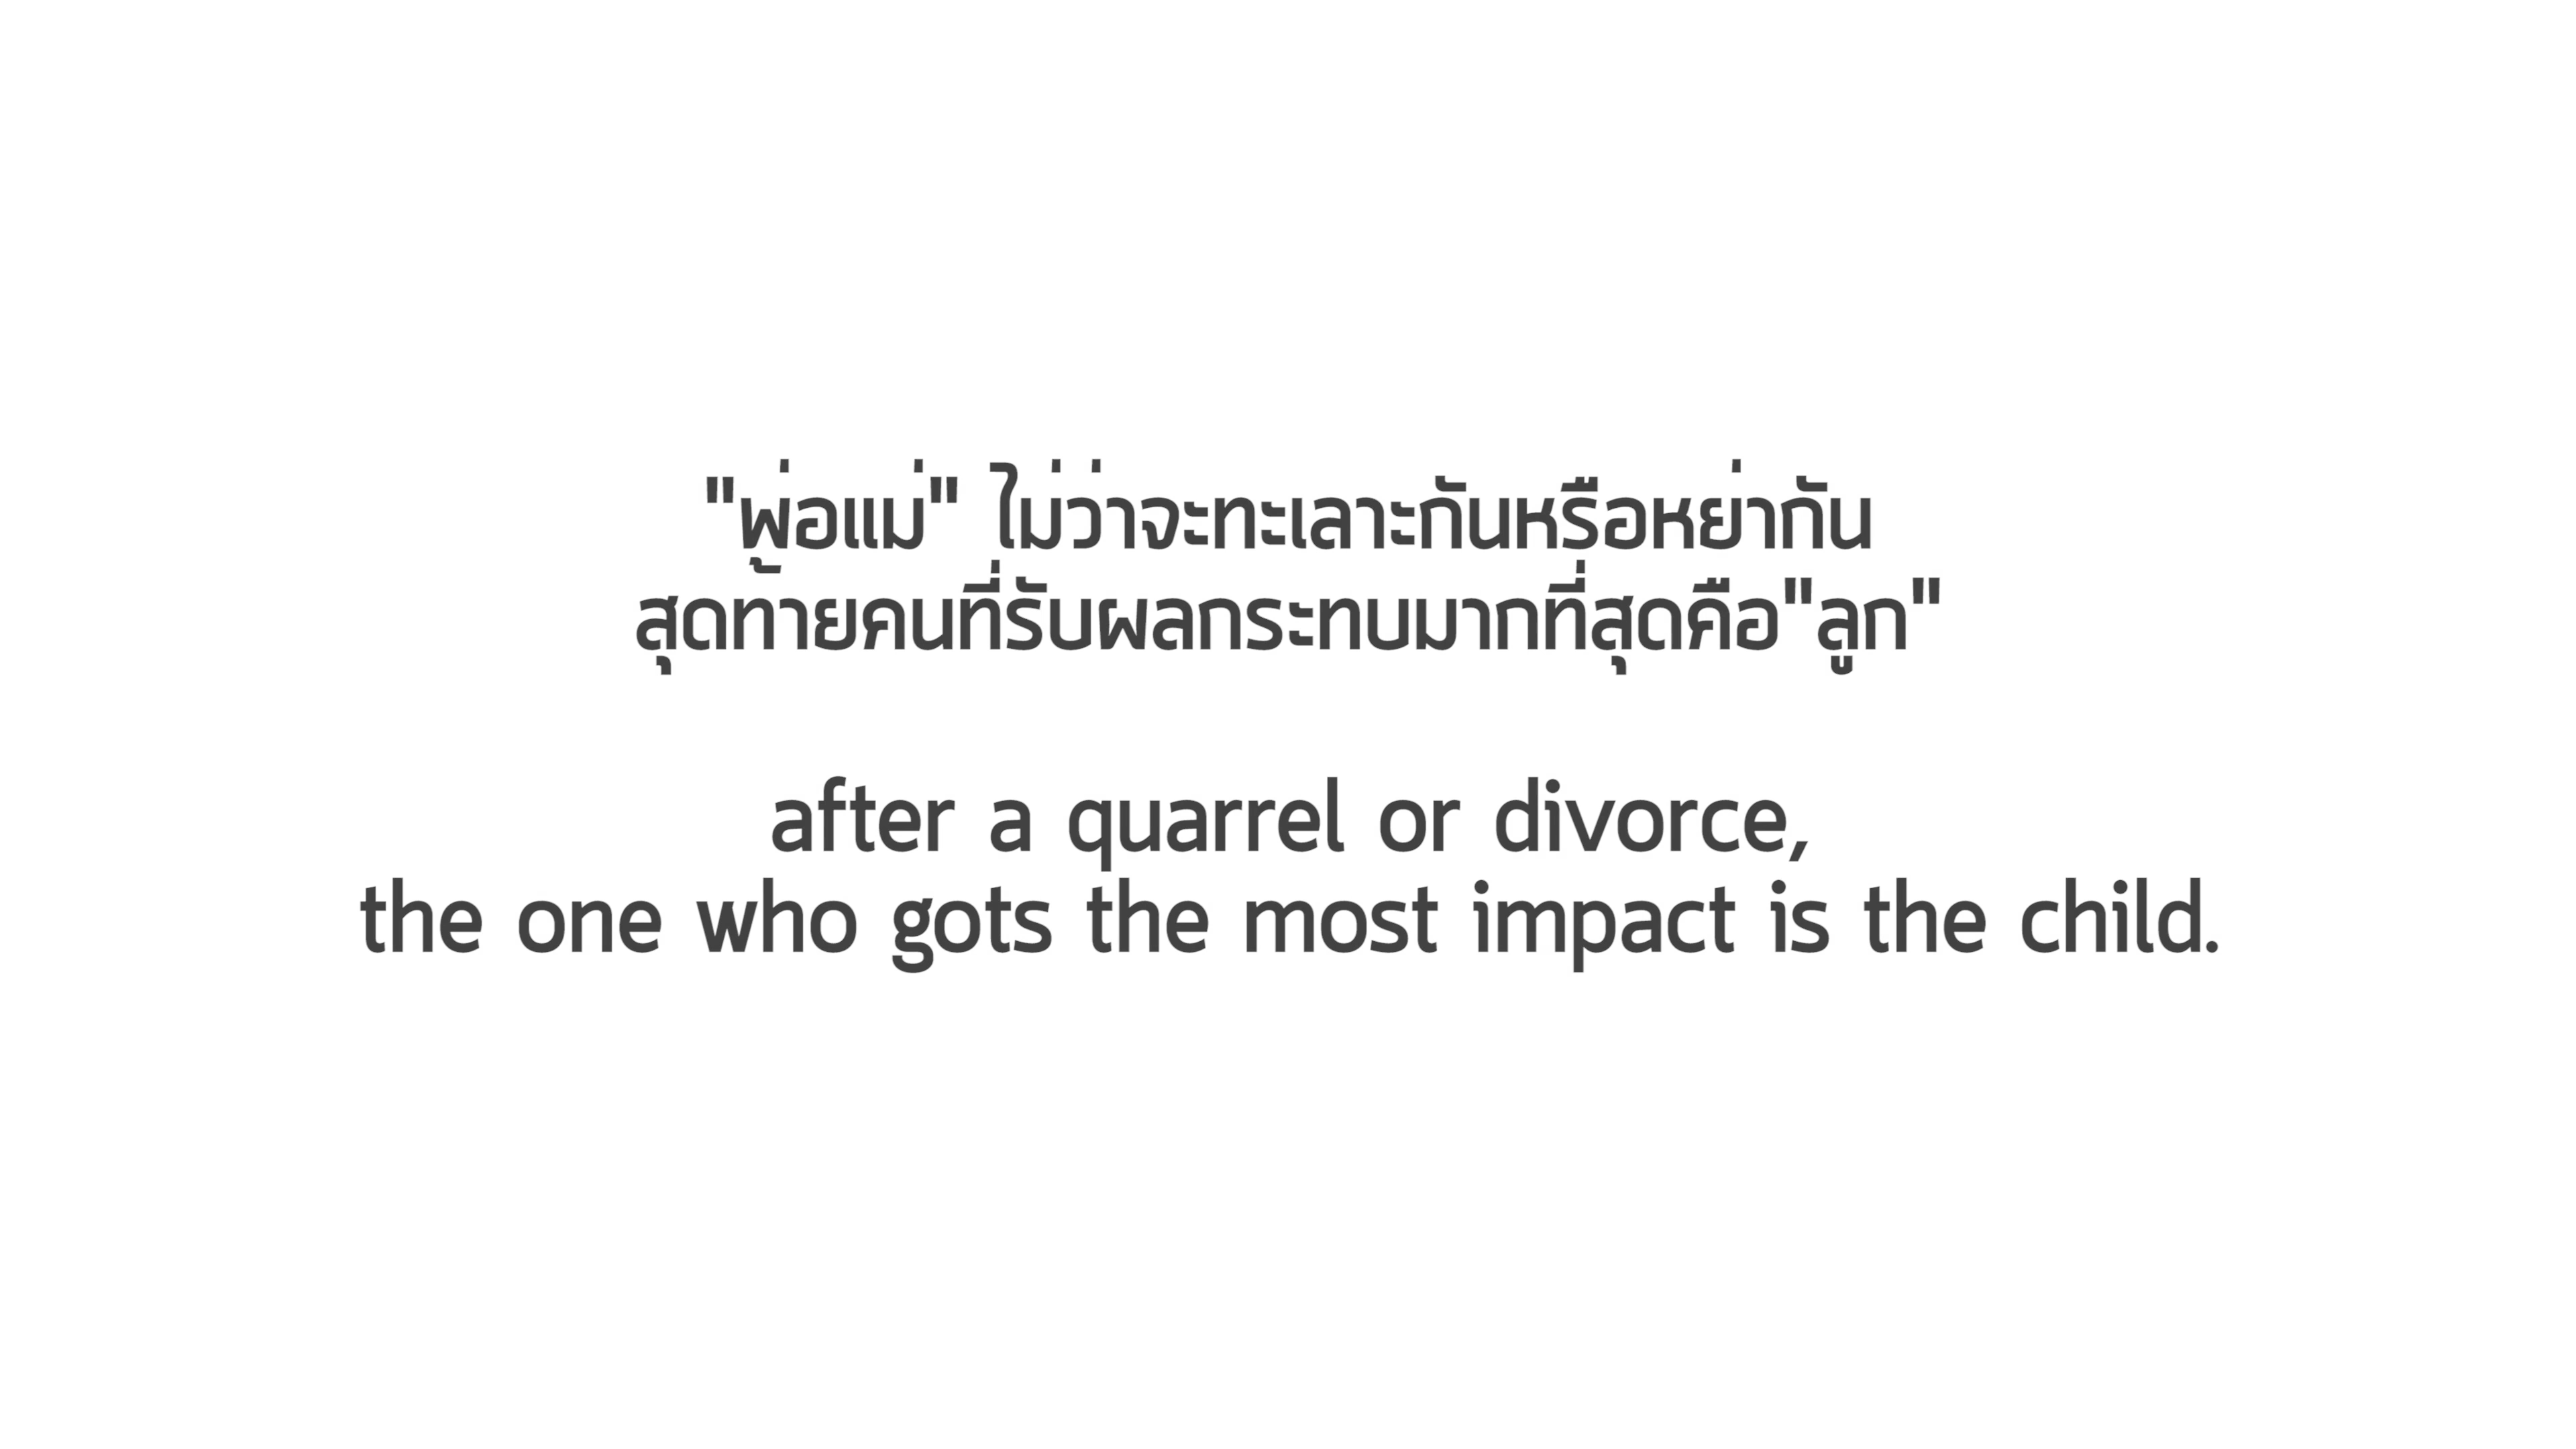 "พ่อแม่" ไม่ว่าจะทะเลาะกันหรือหย่ากัน
สุดท้ายคนที่รับผลกระทบมากที่สุดคือ"ลูก"
after a quarrel or divorce,
the one who gots the most impact is the child.